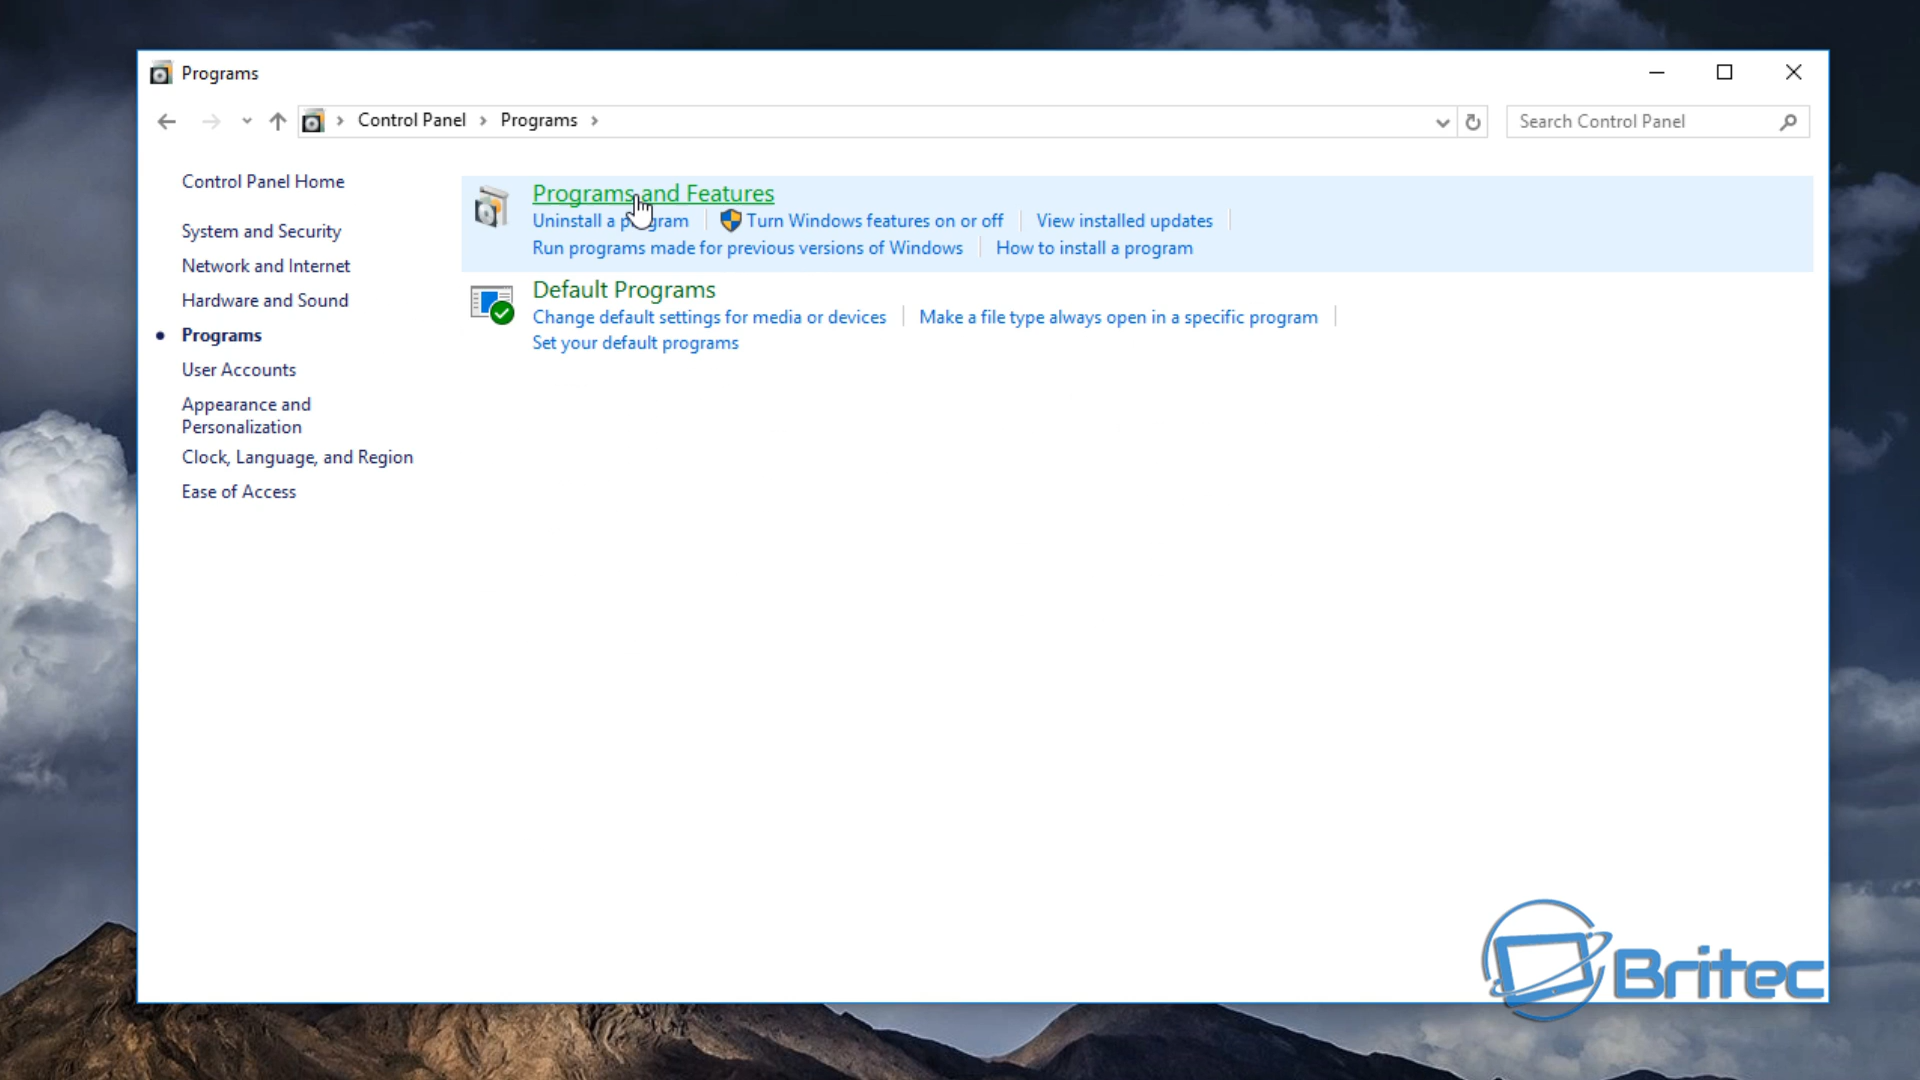 Programs
Control Panel Programs
Search Control Panel
Control Panel Home
System and Security
Network and Internet
Hardware and Sound
Programs
User Accounts
Appearance and
Personalization
Clock, Language, and Region
Ease of Access
Programs and Features
Uninstall a program Turn Windows features on or off View installed updates
Run programs made for previous versions of Windows How to install a program
Default Programs
Change default settings for media or devices Make a file type always open in a specific program
Set your default programs
Britec